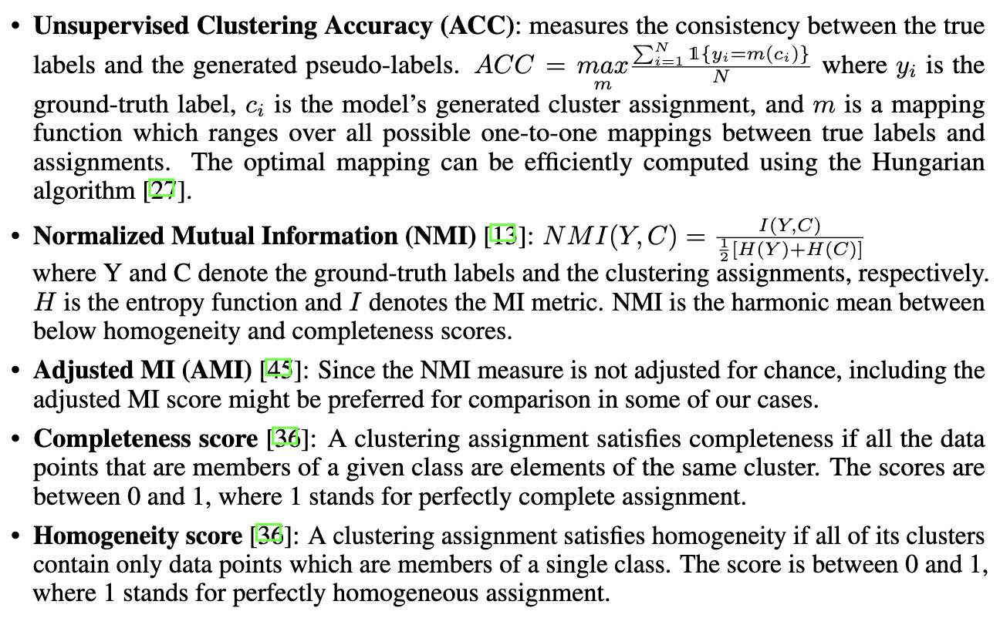 • Unsupervised Clustering Accuracy (ACC): measures the consistency between the true
labels and the generated pseudo-labels. $ACC = \underset{m}{max} \frac{\sum_{i=1}^{N} \mathbb{1}\{y_i=m(c_i)\}}{N}$ where $y_i$ is the
ground-truth label, $c_i$ is the model's generated cluster assignment, and $m$ is a mapping
function which ranges over all possible one-to-one mappings between true labels and
assignments. The optimal mapping can be efficiently computed using the Hungarian
algorithm [27].
• Normalized Mutual Information (NMI) [13]: $NMI(Y, C) = \frac{I(Y,C)}{\frac{1}{2}[H(Y)+H(C)]}$
where Y and C denote the ground-truth labels and the clustering assignments, respectively.
$H$ is the entropy function and $I$ denotes the MI metric. NMI is the harmonic mean between
below homogeneity and completeness scores.
• Adjusted MI (AMI) [45]: Since the NMI measure is not adjusted for chance, including the
adjusted MI score might be preferred for comparison in some of our cases.
• Completeness score [36]: A clustering assignment satisfies completeness if all the data
points that are members of a given class are elements of the same cluster. The scores are
between 0 and 1, where 1 stands for perfectly complete assignment.
• Homogeneity score [36]: A clustering assignment satisfies homogeneity if all of its clusters
contain only data points which are members of a single class. The score is between 0 and 1,
where 1 stands for perfectly homogeneous assignment.